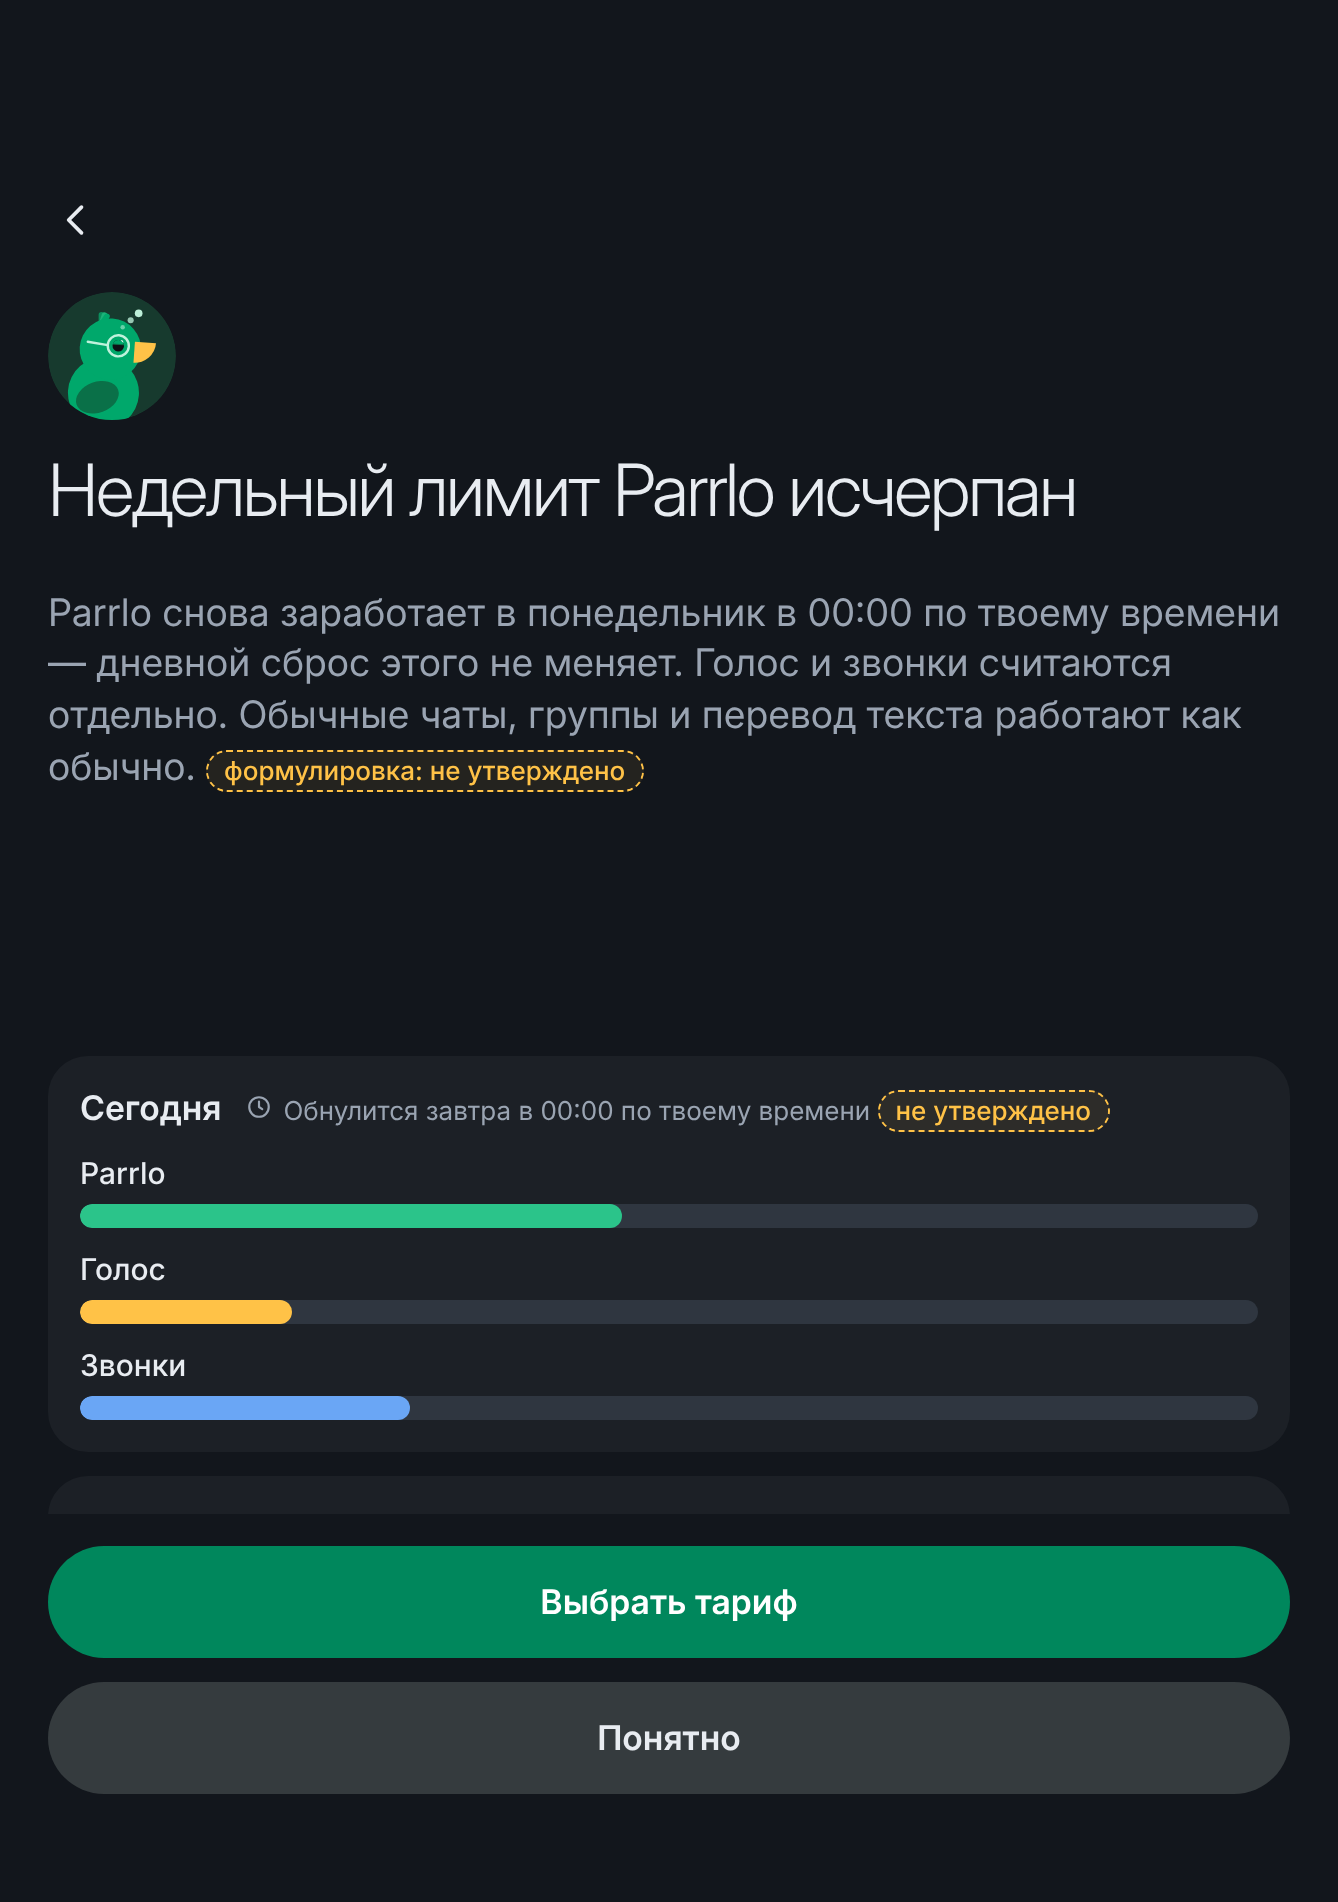 Недельный лимит Parrlo исчерпан
Parrlo снова заработает в понедельник в 00:00 по твоему времени
— дневной сброс этого не меняет. Голос и звонки считаются
отдельно. Обычные чаты, группы и перевод текста работают как
обычно. формулировка: не утверждено
Сегодня Обнулится завтра в 00:00 по твоему времени не утверждено
Parrlo
Голос
Звонки
Выбрать тариф
Понятно